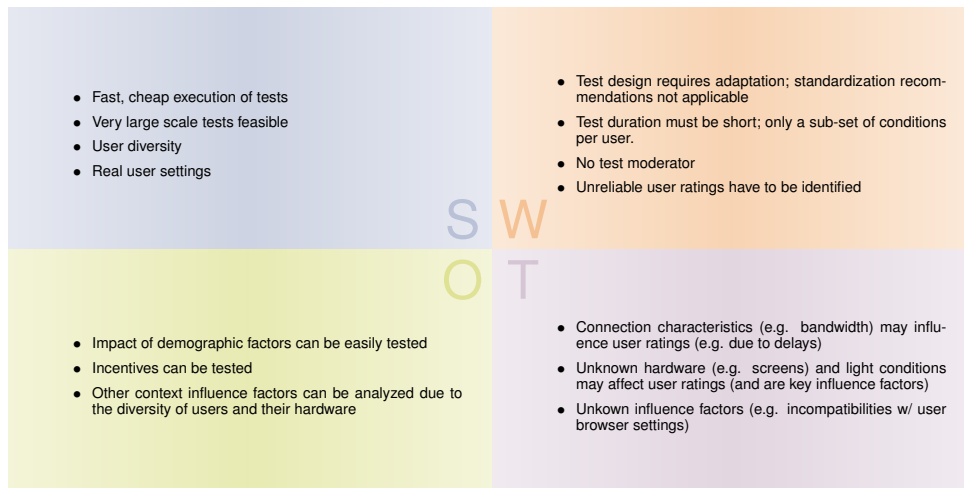 • Fast, cheap execution of tests
• Very large scale tests feasible
• User diversity
• Real user settings
• Test design requires adaptation; standardization recom-
mendations not applicable
• Test duration must be short; only a sub-set of conditions
per user.
• No test moderator
• Unreliable user ratings have to be identified
S W
O T
• Impact of demographic factors can be easily tested
• Incentives can be tested
• Other context influence factors can be analyzed due to
the diversity of users and their hardware
• Connection characteristics (e.g. bandwidth) may influ-
ence user ratings (e.g. due to delays)
• Unknown hardware (e.g. screens) and light conditions
may affect user ratings (and are key influence factors)
• Unkown influence factors (e.g. incompatibilities w/ user
browser settings)